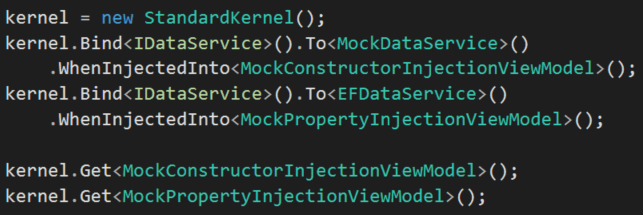 kernel = new StandardKernel();
kernel.Bind<IDataService>().To<MockDataService>()
.WhenInjectedInto<MockConstructorInjectionViewModel>();
kernel.Bind<IDataService>().To<EFDataService>()
.WhenInjectedInto<MockPropertyInjectionViewModel>();
kernel.Get<MockConstructorInjectionViewModel>();
kernel.Get<MockPropertyInjectionViewModel>();